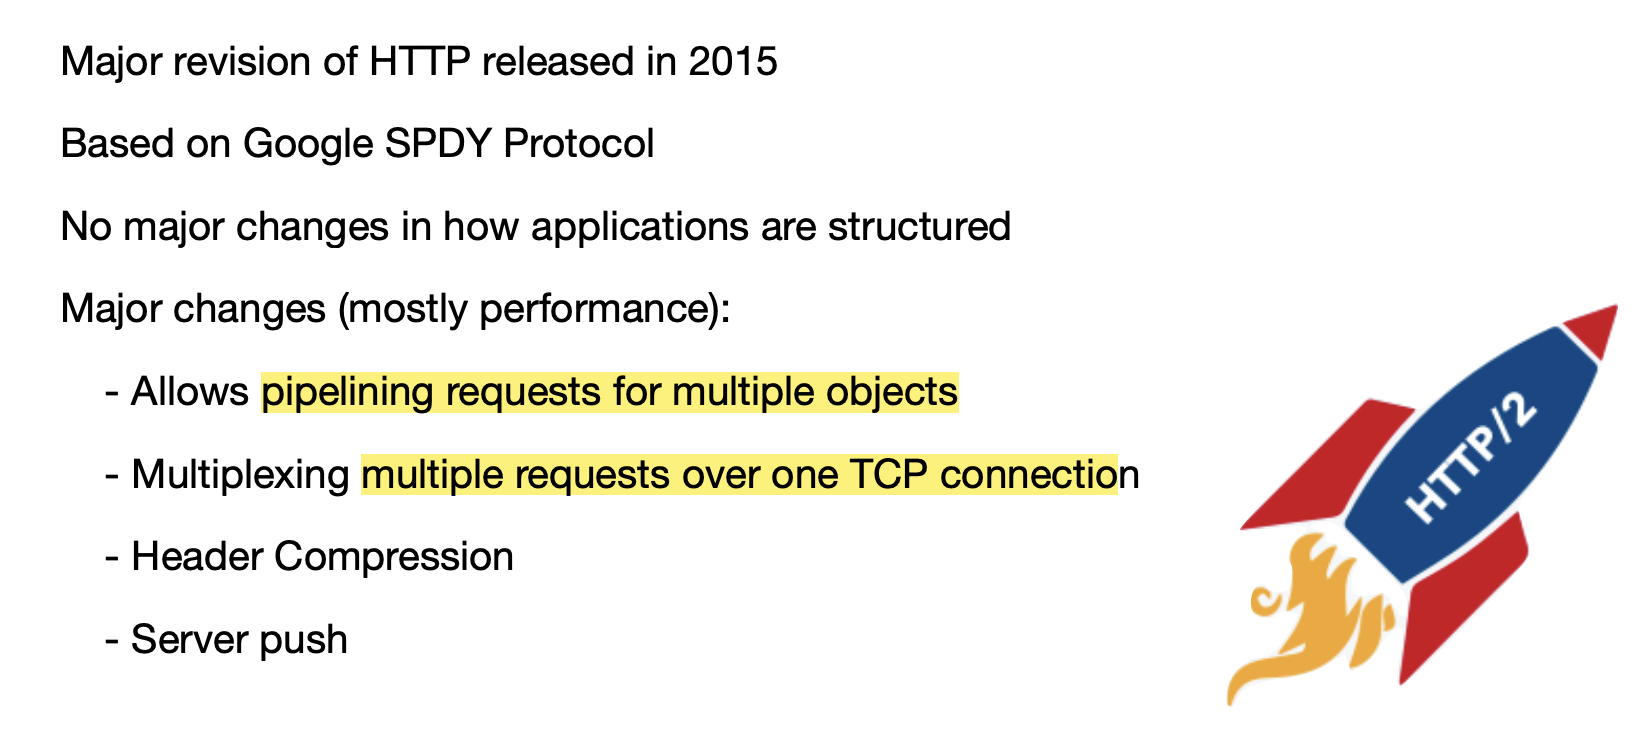 Major revision of HTTP released in 2015
Based on Google SPDY Protocol
No major changes in how applications are structured
Major changes (mostly performance):
- Allows pipelining requests for multiple objects
- Multiplexing multiple requests over one TCP connection
- Header Compression
- Server push
HTTP/2